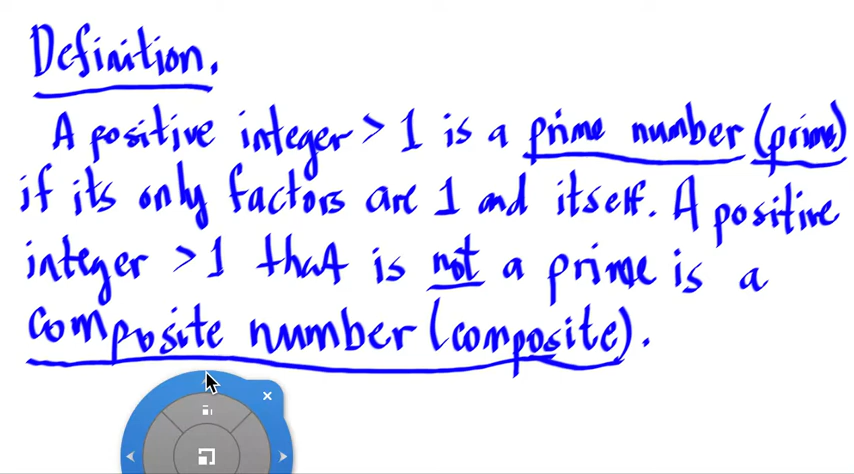 Definition.
A positive integer > 1 is a prime number (prime)
if its only factors are 1 and itself. A positive
integer > 1 that is not a prime is a
composite number (composite).